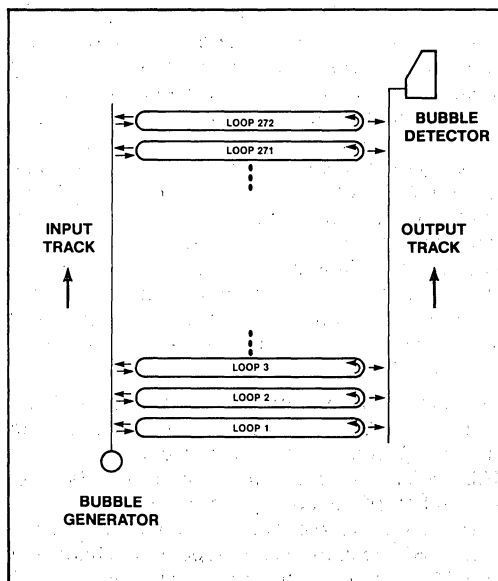 LOOP 272
BUBBLE
DETECTOR
LOOP 271
INPUT
TRACK
OUTPUT
TRACK
LOOP 3
LOOP 2
LOOP 1
BUBBLE
GENERATOR